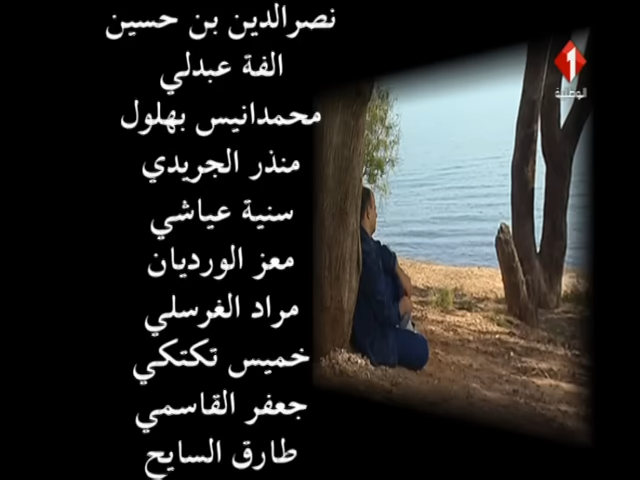 نصرالدين بن حسين
الفة عبدلي
محمدانيس بهلول
منذر الجريدي
سنية عياشي
معز الورديان
مراد الغرسلي
خميس تكتكي
جعفر القاسمي
طارق السايح
1
الوطنية